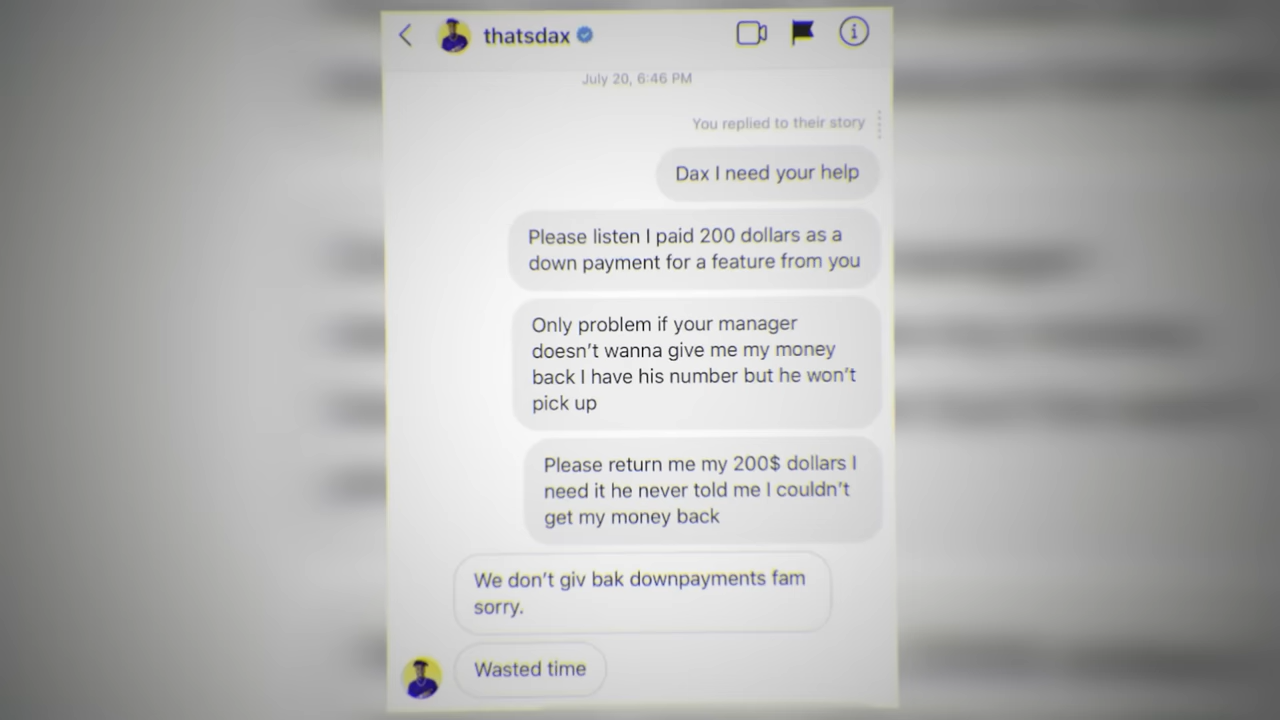 thatsdax
July 20, 6:46 PM
You replied to their story
Dax I need your help
Please listen I paid 200 dollars as a
down payment for a feature from you
Only problem if your manager
doesn't wanna give me my money
back I have his number but he won't
pick up
Please return me my 200$ dollars I
need it he never told me I couldn't
get my money back
We don't giv bak downpayments fam
sorry.
Wasted time